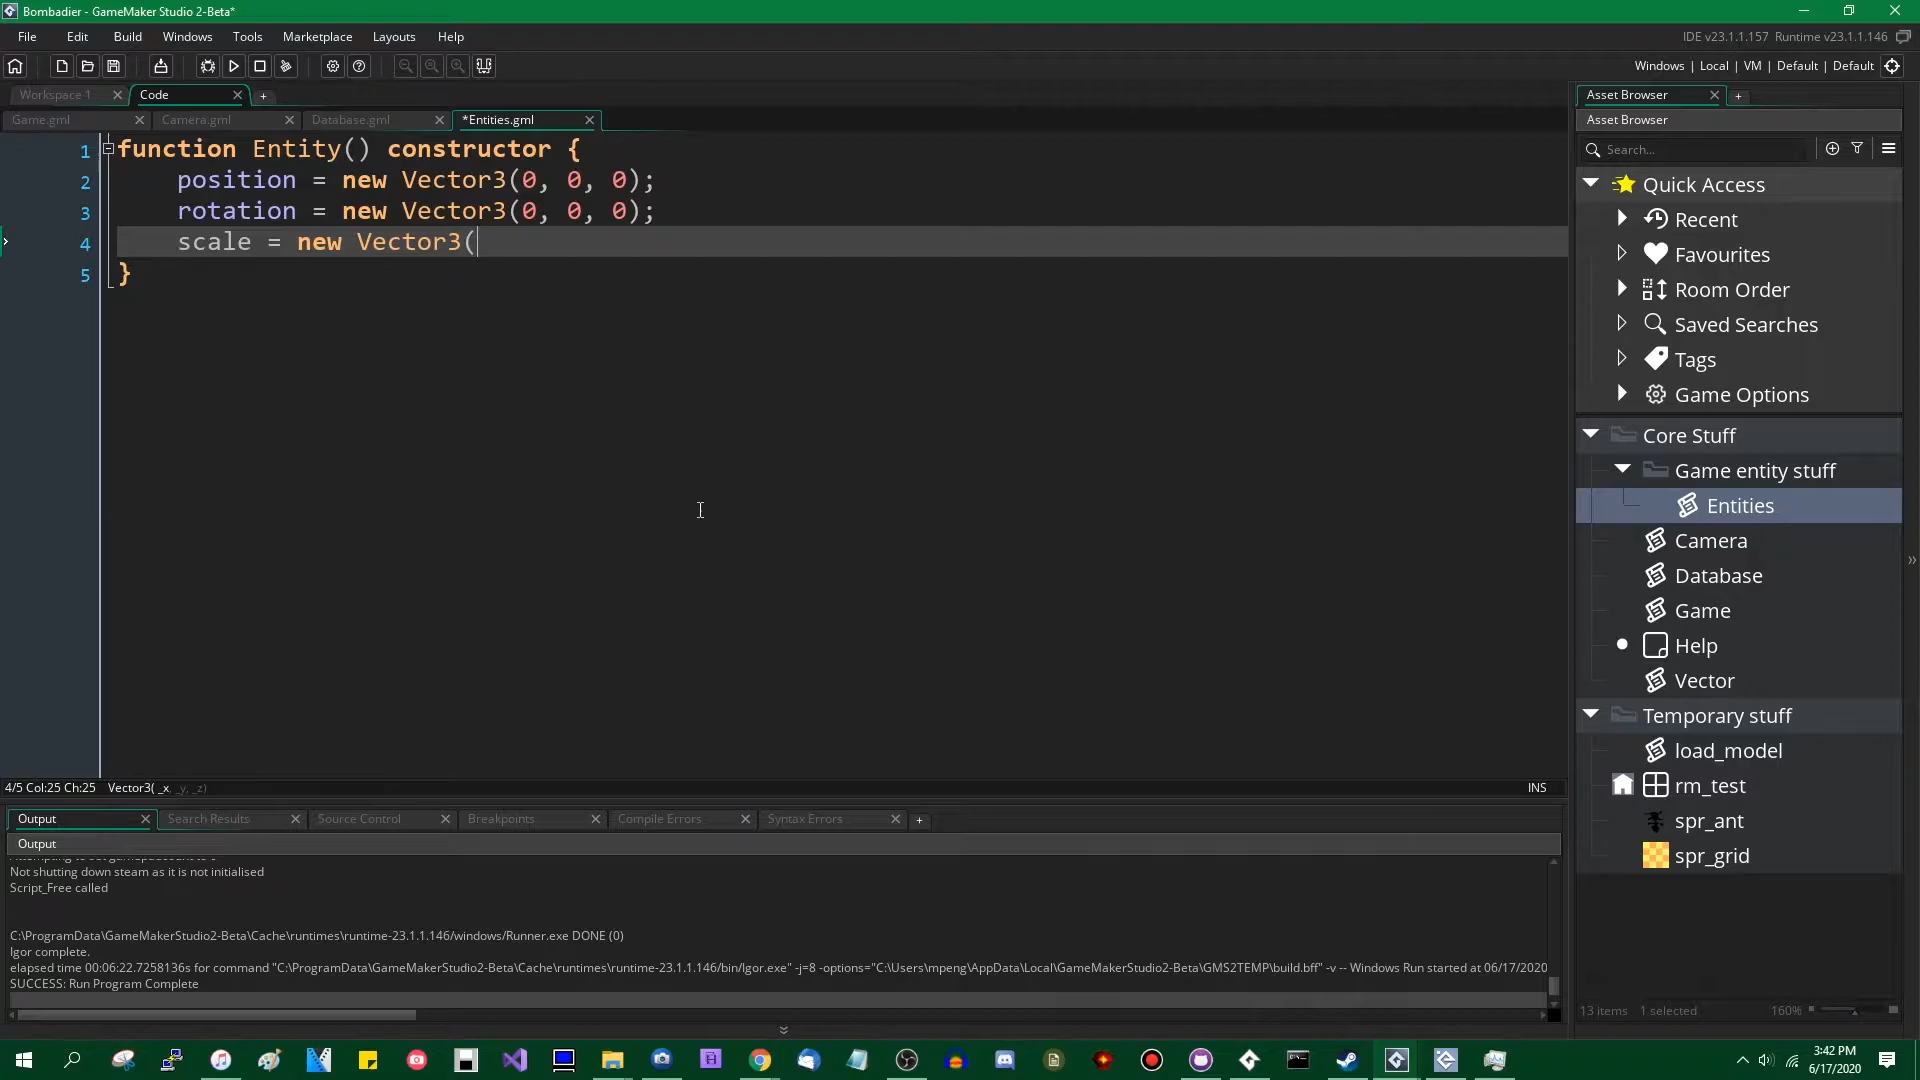 Bombadier - GameMaker Studio 2-Beta*
File Edit Build Windows Tools Marketplace Layouts Help
IDE v23.1.1.157 Runtime v23.1.1.146
Windows | Local | VM | Default | Default
Workspace 1
Code
Game.gml
Camera.gml
Database.gml
*Entities.gml
1 function Entity() constructor {
2 position = new Vector3(0, 0, 0);
3 rotation = new Vector3(0, 0, 0);
4 scale = new Vector3(
5 }
4/5 Col:25 Ch:25 Vector3( _x, _y, _z)
INS
Output
Search Results
Source Control
Breakpoints
Compile Errors
Syntax Errors
Output
Not shutting down steam as it is not initialised
Script_Free called
C:\ProgramData\GameMakerStudio2-Beta\Cache\runtimes\runtime-23.1.1.146/windows/Runner.exe DONE (0)
Igor complete.
elapsed time 00:06:22.7258136s for command "C:\ProgramData\GameMakerStudio2-Beta\Cache\runtimes\runtime-23.1.1.146/bin/Igor.exe" -j=8 -options="C:\Users\mpeng\AppData\Local\GameMakerStudio2-Beta\GMS2TEMP\build.bff" -v -- Windows Run started at 06/17/2020
SUCCESS: Run Program Complete
Asset Browser
Asset Browser
Search...
Quick Access
Recent
Favourites
Room Order
Saved Searches
Tags
Game Options
Core Stuff
Game entity stuff
Entities
Camera
Database
Game
Help
Vector
Temporary stuff
load_model
rm_test
spr_ant
spr_grid
13 items 1 selected 160%
3:42 PM
6/17/2020